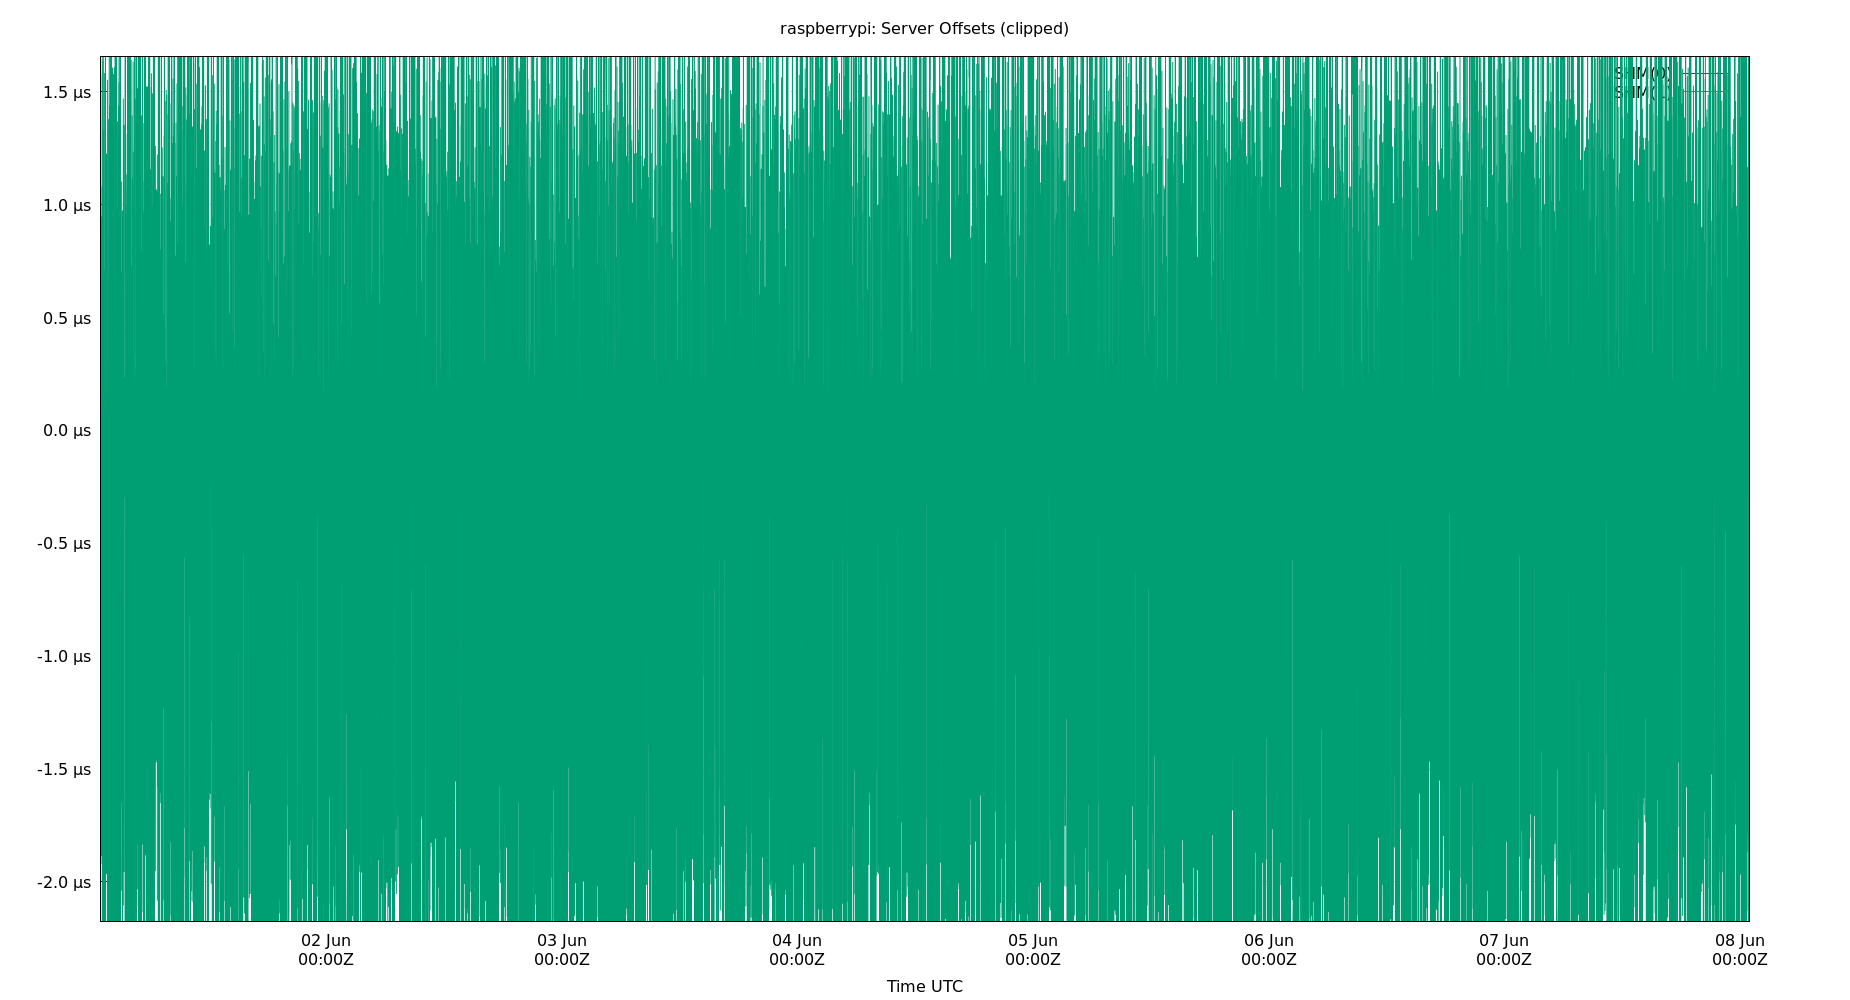 raspberrypi: Server Offsets (clipped)
SHM(0)
1.5 µs
1.0 µs
0.5 µs
0.0 µs
-0.5 µs
-1.0 µs
-1.5 µs
-2.0 µs
02 Jun 03 Jun 04 Jun 05 Jun 06 Jun 07 Jun 08 Jun
00:00Z 00:00Z 00:00Z 00:00Z 00:00Z 00:00Z 00:00Z
Time UTC